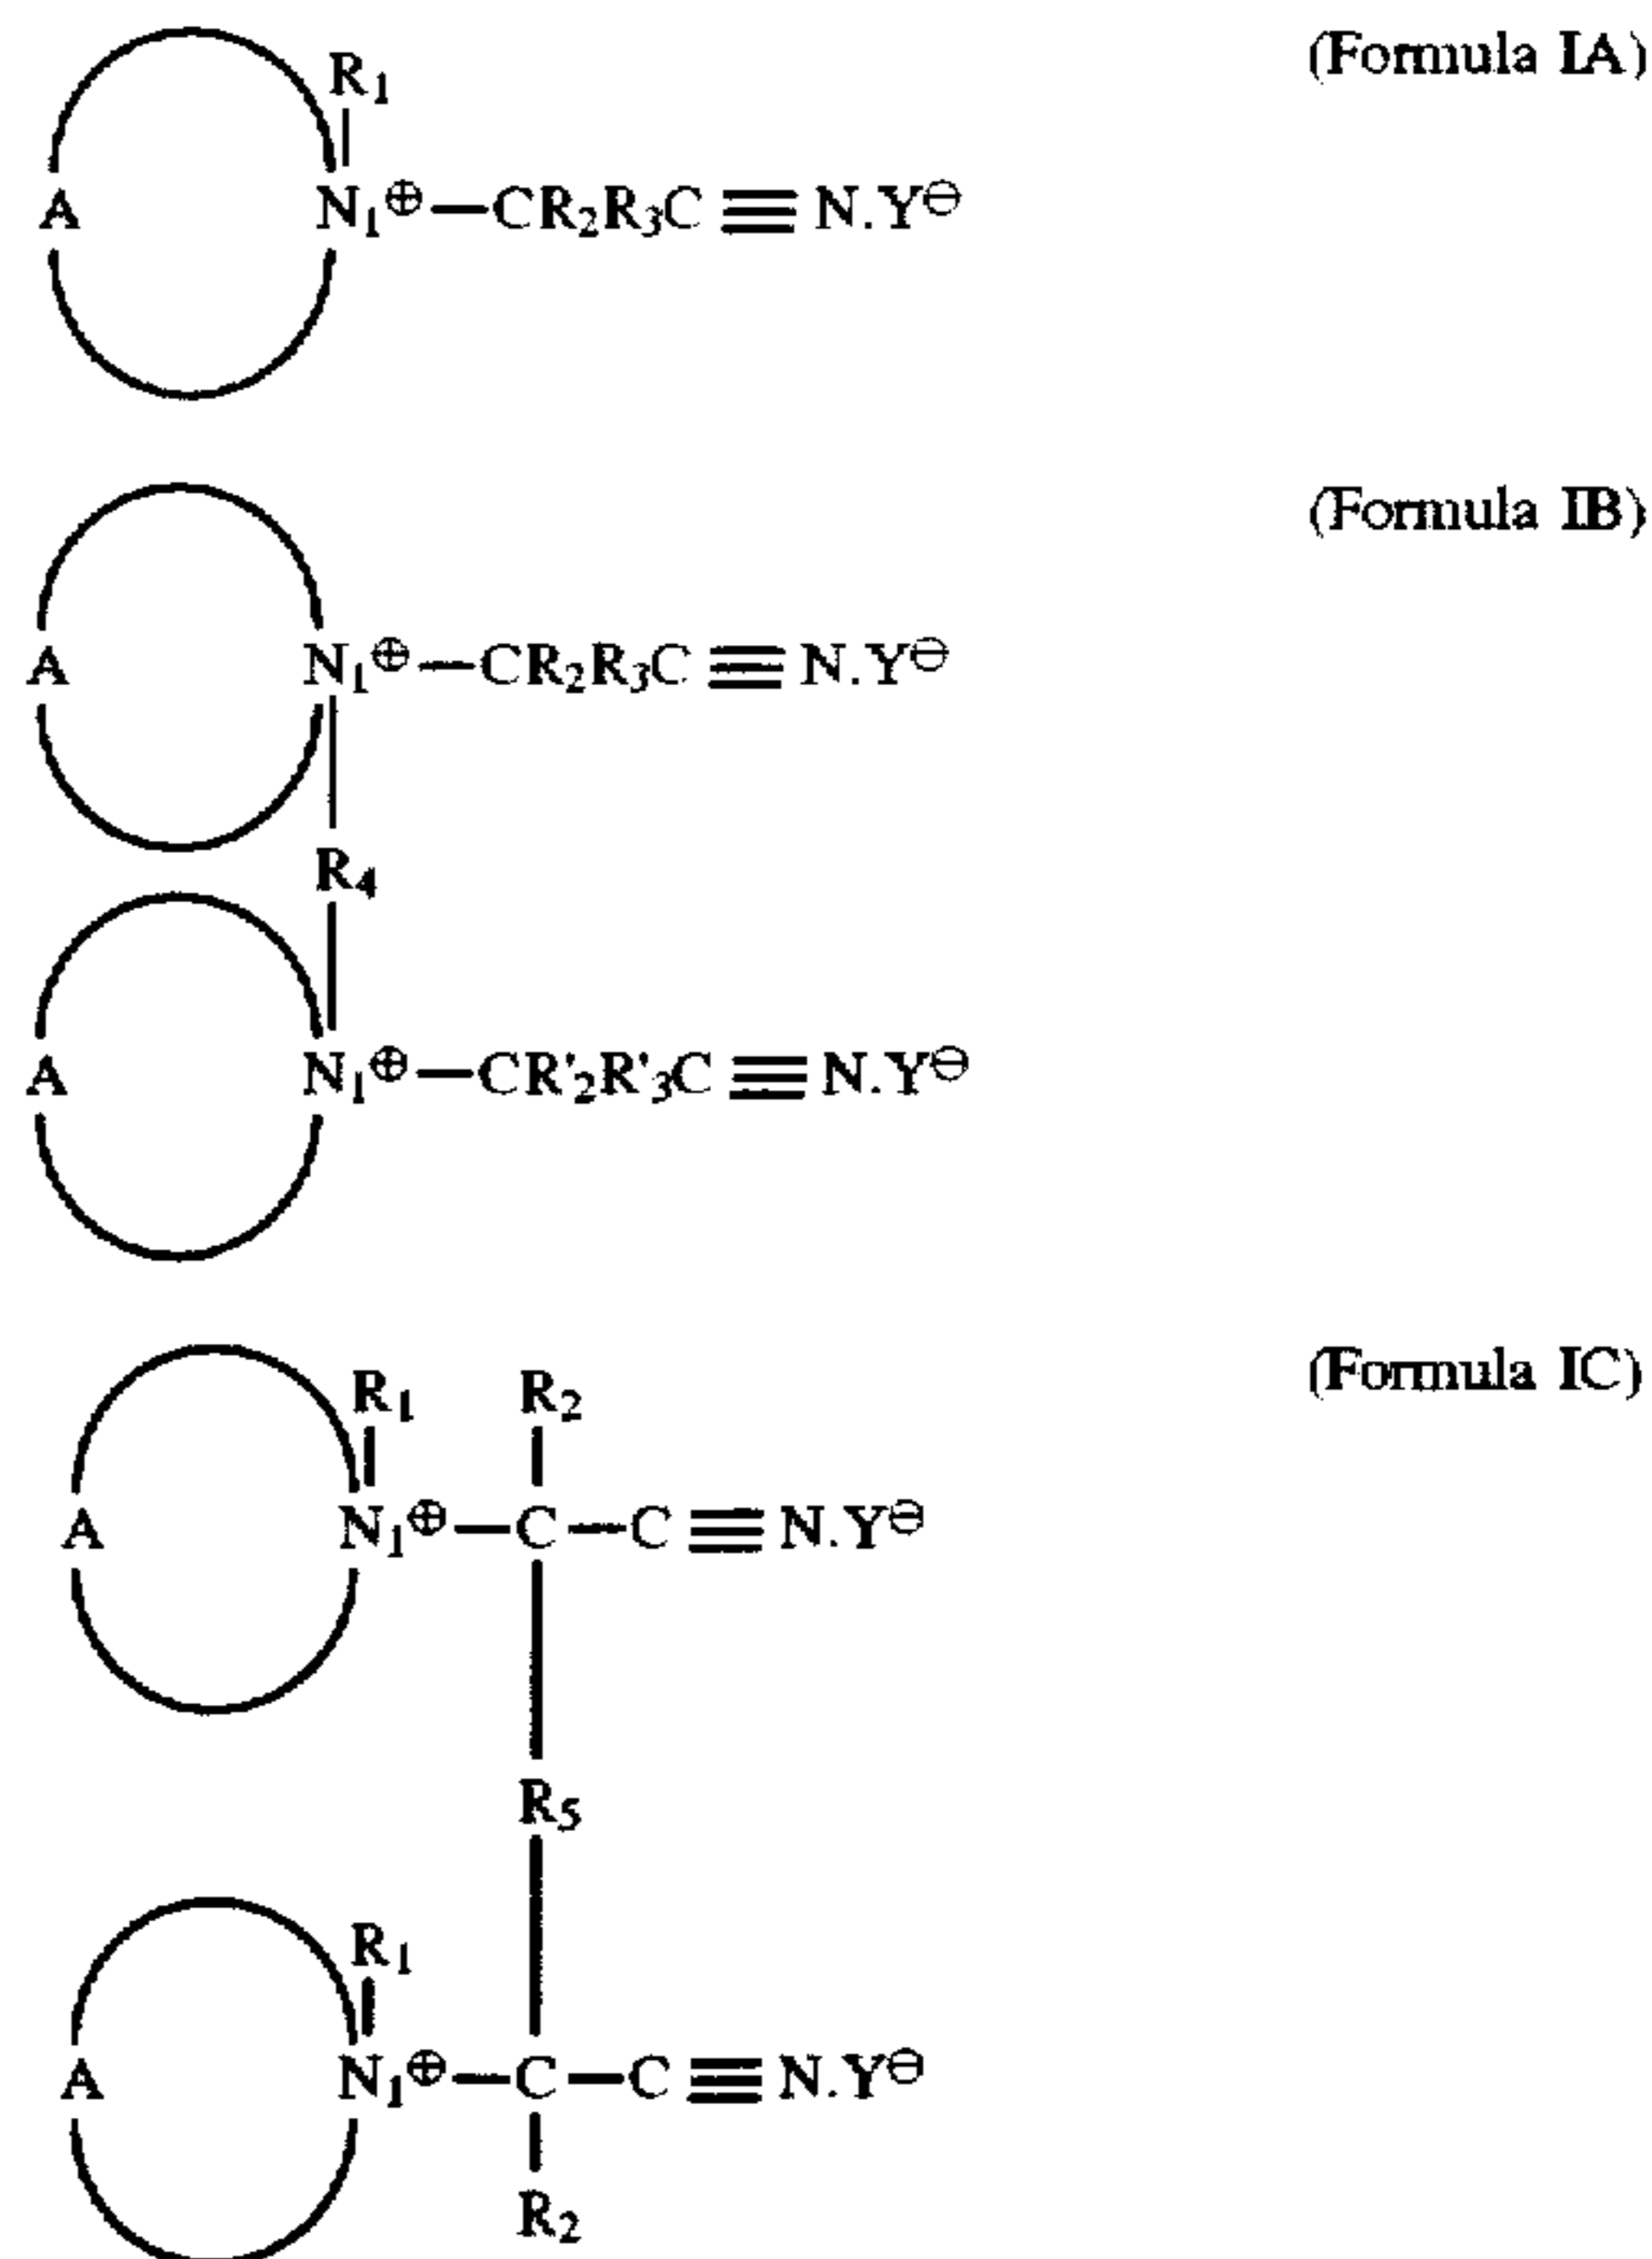 R₁ (Formula IA)
A N₁⊕—CR₂R₃C≡N.Y⊖
(Formula IB)
A N₁⊕—CR₂R₃C≡N.Y⊖
R₄
A N₁⊕—CR'₂R'₃C≡N.Y⊖
R₁ R₂ (Formula IC)
A N₁⊕—C—C≡N.Y⊖
R₅
R₁
A N₁⊕—C—C≡N.Y⊖
R₂